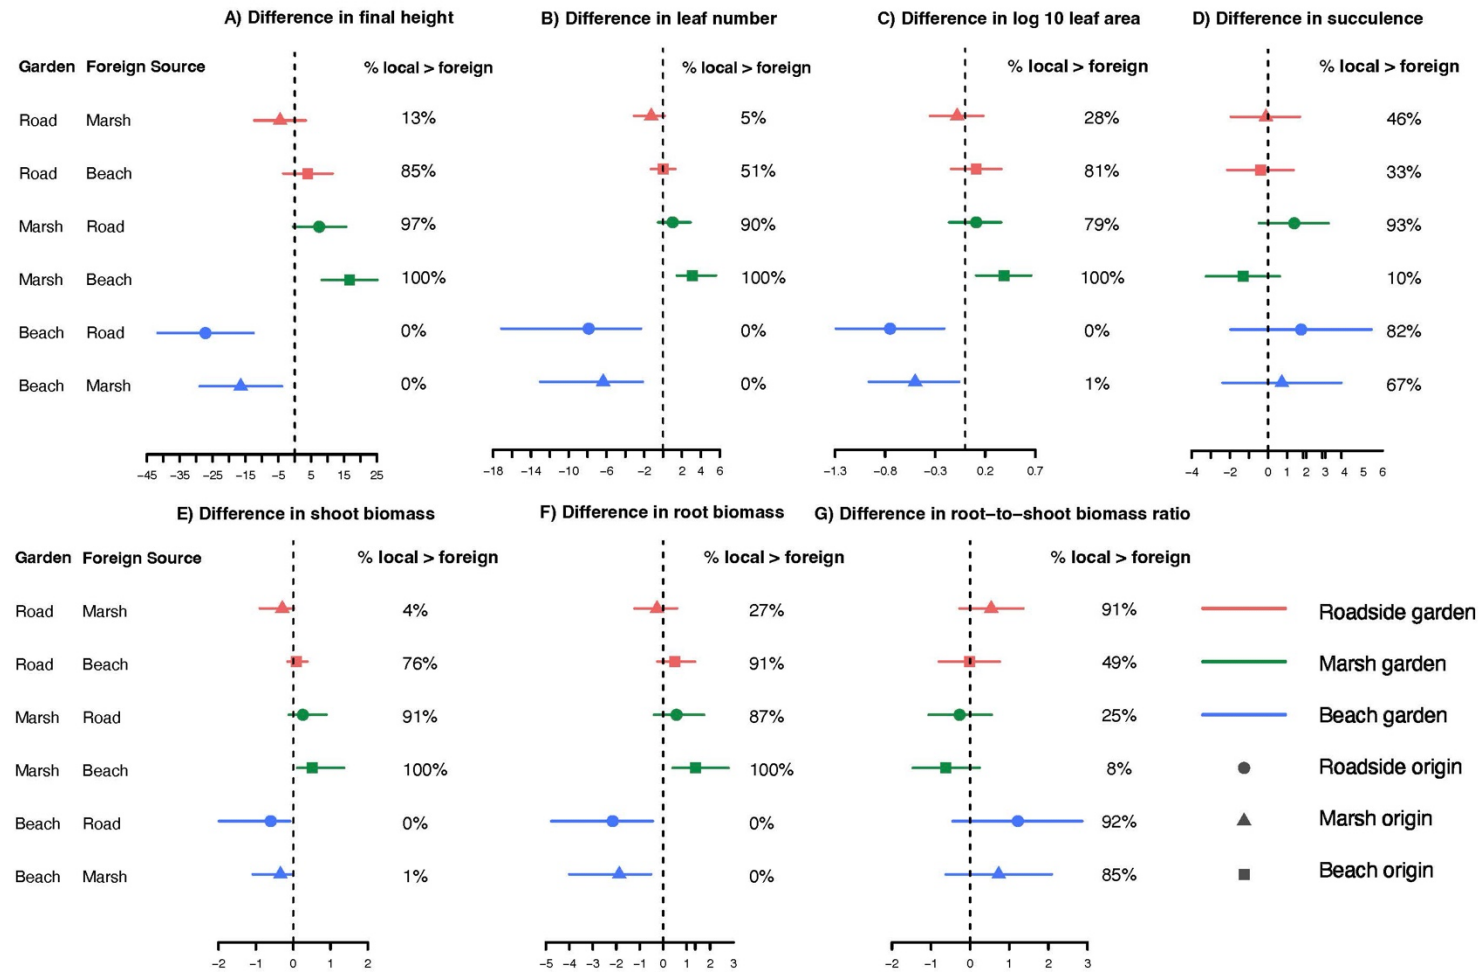 A) Difference in final height B) Difference in leaf number C) Difference in log 10 leaf area D) Difference in succulence
Garden Foreign Source % local > foreign % local > foreign % local > foreign % local > foreign
Road Marsh 13% 5% 28% 46%
Road Beach 85% 51% 81% 33%
Marsh Road 97% 90% 79% 93%
Marsh Beach 100% 100% 100% 10%
Beach Road 0% 0% 0% 82%
Beach Marsh 0% 0% 1% 67%
−45 −35 −25 −15 −5 5 15 25 −18 −14 −10 −6 −2 2 4 6 −1.3 −0.8 −0.3 0.2 0.7 −4 −2 0 1 2 3 4 6
E) Difference in shoot biomass F) Difference in root biomass G) Difference in root−to−shoot biomass ratio
Garden Foreign Source % local > foreign % local > foreign % local > foreign
Road Marsh 4% 27% 91% Roadside garden
Road Beach 76% 91% 49% Marsh garden
Marsh Road 91% 87% 25% Beach garden
Marsh Beach 100% 100% 8% Roadside origin
Beach Road 0% 0% 92% Marsh origin
Beach Marsh 1% 0% 85% Beach origin
−2 −1 0 1 2 −5 −4 −3 −2 −1 0 1 2 3 −2 −1 0 1 2 3